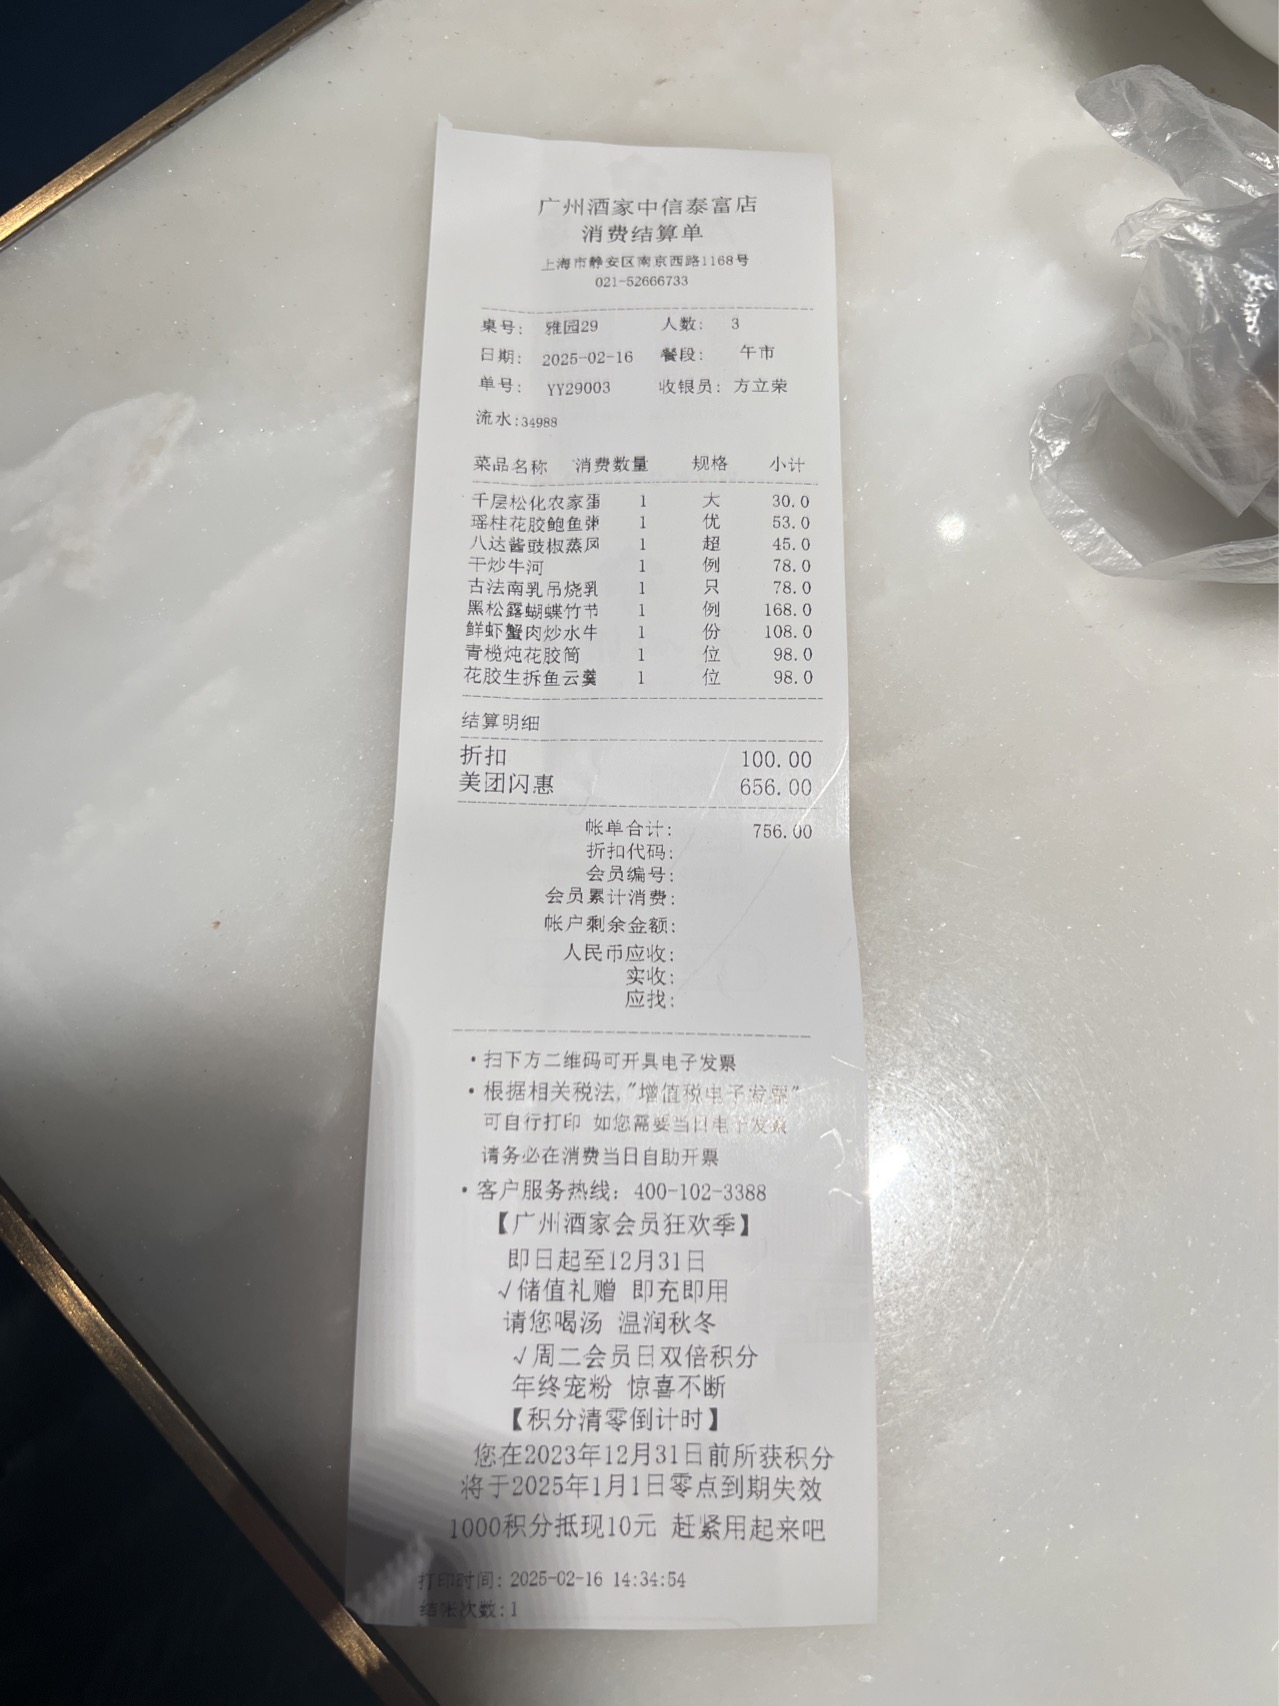 广州酒家中信泰富店
消费结算单
上海市静安区南京西路1168号
021-52666733
桌号: 雅园29 人数: 3
日期: 2025-02-16 餐段: 午市
单号: YY29003 收银员: 方立荣
流水:34988
菜品名称 消费数量 规格 小计
千层松化农家蛋 1 大 30.0
瑶柱花胶鲍鱼粥 1 优 53.0
八达酱豉椒蒸凤 1 超 45.0
干炒牛河 1 例 78.0
古法南乳吊烧乳 1 只 78.0
黑松露蝴蝶竹节 1 例 168.0
鲜虾蟹肉炒水牛 1 份 108.0
青榄炖花胶筒 1 位 98.0
花胶生拆鱼云羹 1 位 98.0
结算明细
折扣 100.00
美团闪惠 656.00
帐单合计: 756.00
折扣代码:
会员编号:
会员累计消费:
帐户剩余金额:
人民币应收:
实收:
应找:
•扫下方二维码可开具电子发票
•根据相关税法,"增值税电子发票"
可自行打印 如您需要当日电子发票
请务必在消费当日自助开票
•客户服务热线: 400-102-3388
【广州酒家会员狂欢季】
即日起至12月31日
√储值礼赠 即充即用
请您喝汤 温润秋冬
√周二会员日双倍积分
年终宠粉 惊喜不断
【积分清零倒计时】
您在2023年12月31日前所获积分
将于2025年1月1日零点到期失效
1000积分抵现10元 赶紧用起来吧
打印时间: 2025-02-16 14:34:54
结账次数:1